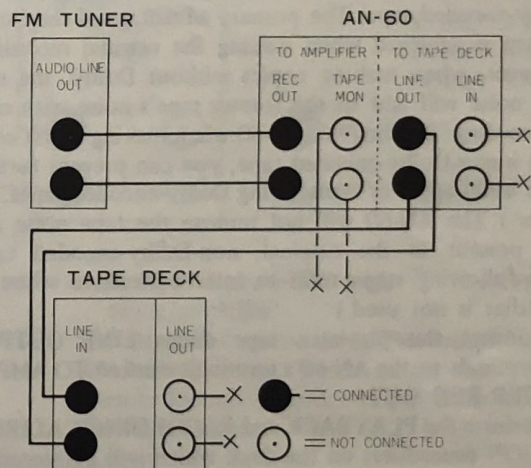 FM TUNER
AUDIO LINE
OUT
AN-60
TO AMPLIFIER
TO TAPE DECK
REC
OUT
TAPE
MON
LINE
OUT
LINE
IN
TAPE DECK
LINE
IN
LINE
OUT
= CONNECTED
= NOT CONNECTED